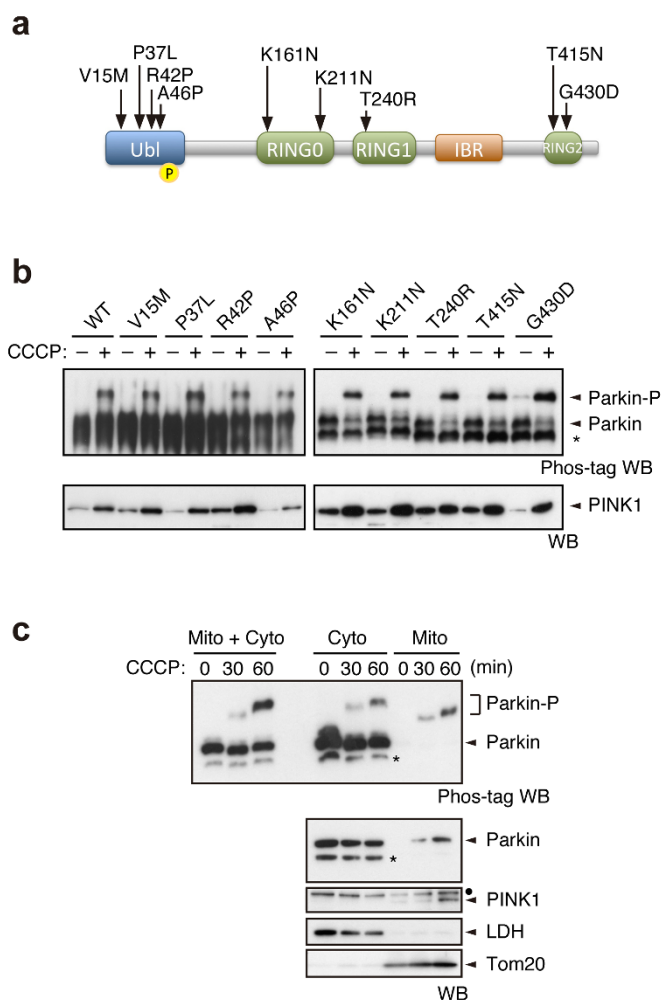 a
P37L
K161N
T415N
V15M
R42P
K211N
G430D
A46P
T240R
Ubl
RING0
RING1
IBR
RING2
P
b
WT V15M P37L R42P A46P K161N K211N T240R T415N G430D
CCCP: – + – + – + – + – + – + – + – + – + – +
Parkin-P
Parkin
*
Phos-tag WB
PINK1
WB
c
Mito + Cyto Cyto Mito
CCCP: 0 30 60 0 30 60 0 30 60 (min)
Parkin-P
Parkin
*
Phos-tag WB
Parkin
*
PINK1
LDH
Tom20
WB